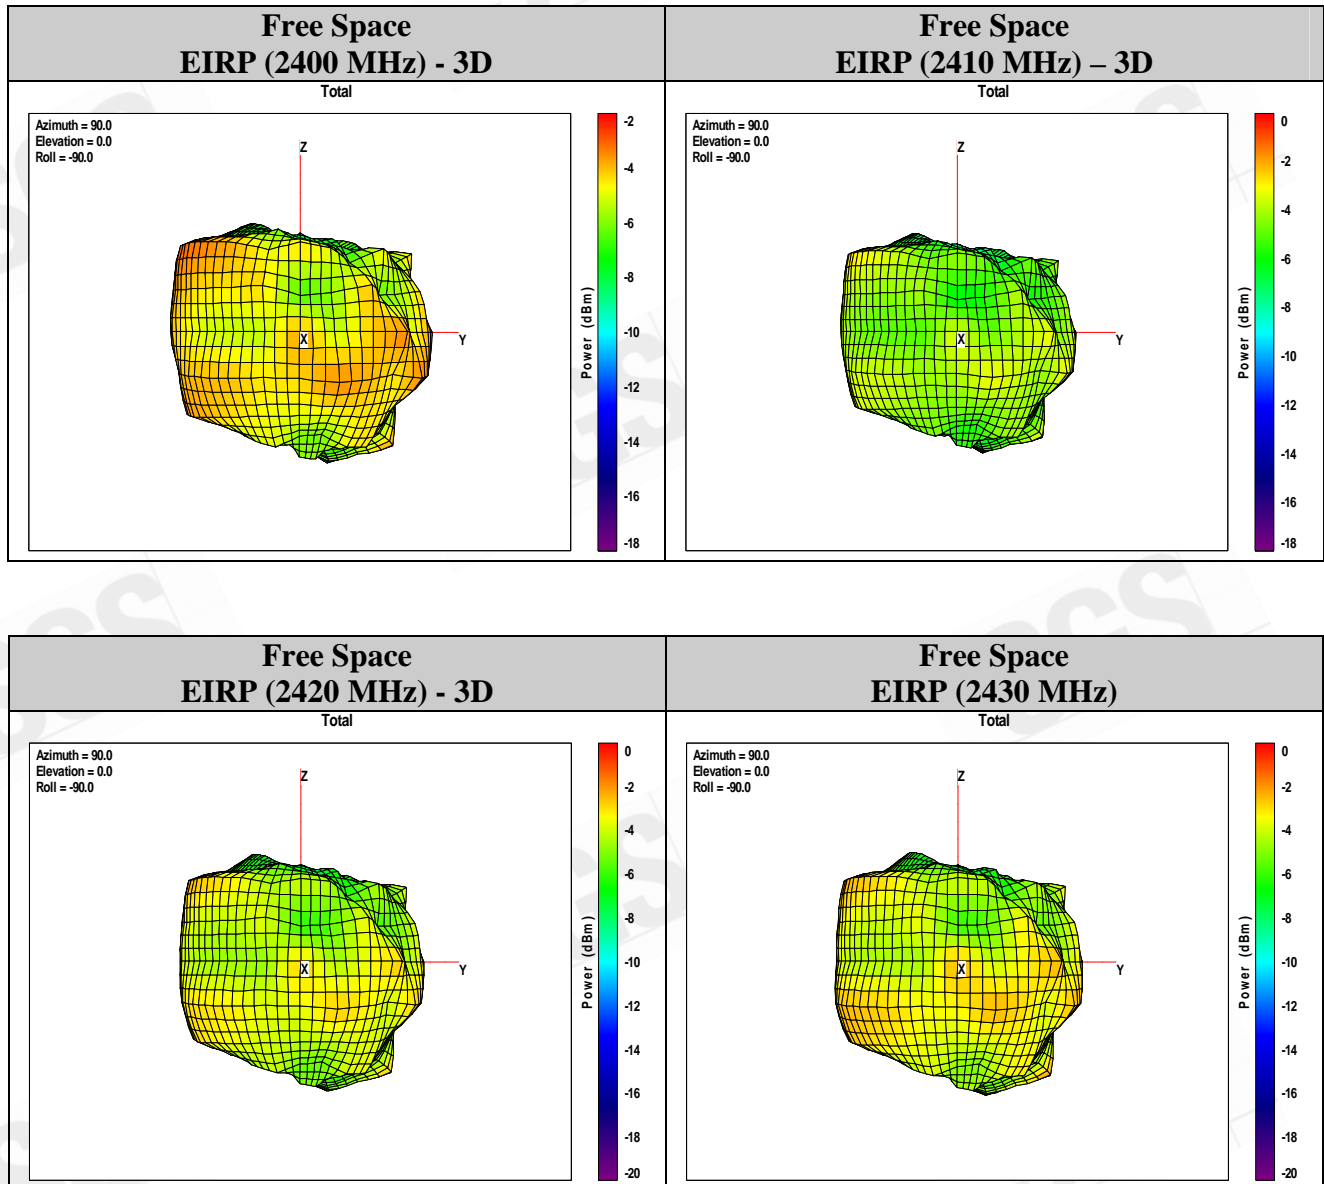 Free Space
EIRP (2400 MHz) - 3D
Total
Azimuth = 90.0
Elevation = 0.0
Roll = -90.0
Z
X
Y
-2
-4
-6
-8
-10
-12
-14
-16
-18
Power (dBm)
Free Space
EIRP (2410 MHz) – 3D
Total
Azimuth = 90.0
Elevation = 0.0
Roll = -90.0
Z
X
Y
0
-2
-4
-6
-8
-10
-12
-14
-16
-18
Power (dBm)
Free Space
EIRP (2420 MHz) - 3D
Total
Azimuth = 90.0
Elevation = 0.0
Roll = -90.0
Z
X
Y
0
-2
-4
-6
-8
-10
-12
-14
-16
-18
-20
Power (dBm)
Free Space
EIRP (2430 MHz)
Total
Azimuth = 90.0
Elevation = 0.0
Roll = -90.0
Z
X
Y
0
-2
-4
-6
-8
-10
-12
-14
-16
-18
-20
Power (dBm)
SGS